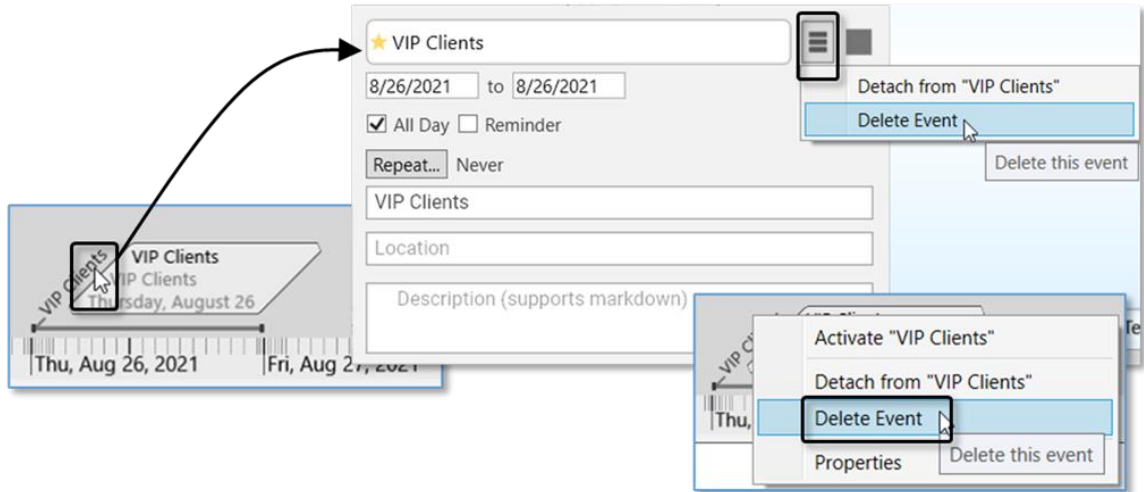 VIP Clients
8/26/2021 to 8/26/2021
All Day Reminder
Repeat... Never
VIP Clients
Location
Description (supports markdown)
Detach from "VIP Clients"
Delete Event
Delete this event
VIP Clients
VIP Clients
VIP Clients
Thursday, August 26
Thu, Aug 26, 2021
Fri, Aug 27, 2021
Activate "VIP Clients"
Detach from "VIP Clients"
Delete Event
Delete this event
Properties
VIP
Thu,
Te